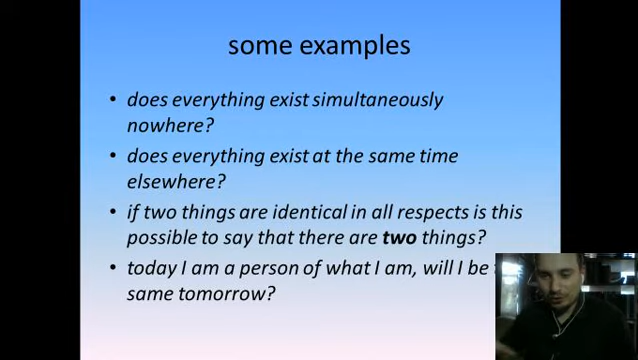 some examples
• does everything exist simultaneously
nowhere?
• does everything exist at the same time
elsewhere?
• if two things are identical in all respects is this
possible to say that there are two things?
• today I am a person of what I am, will I be
same tomorrow?